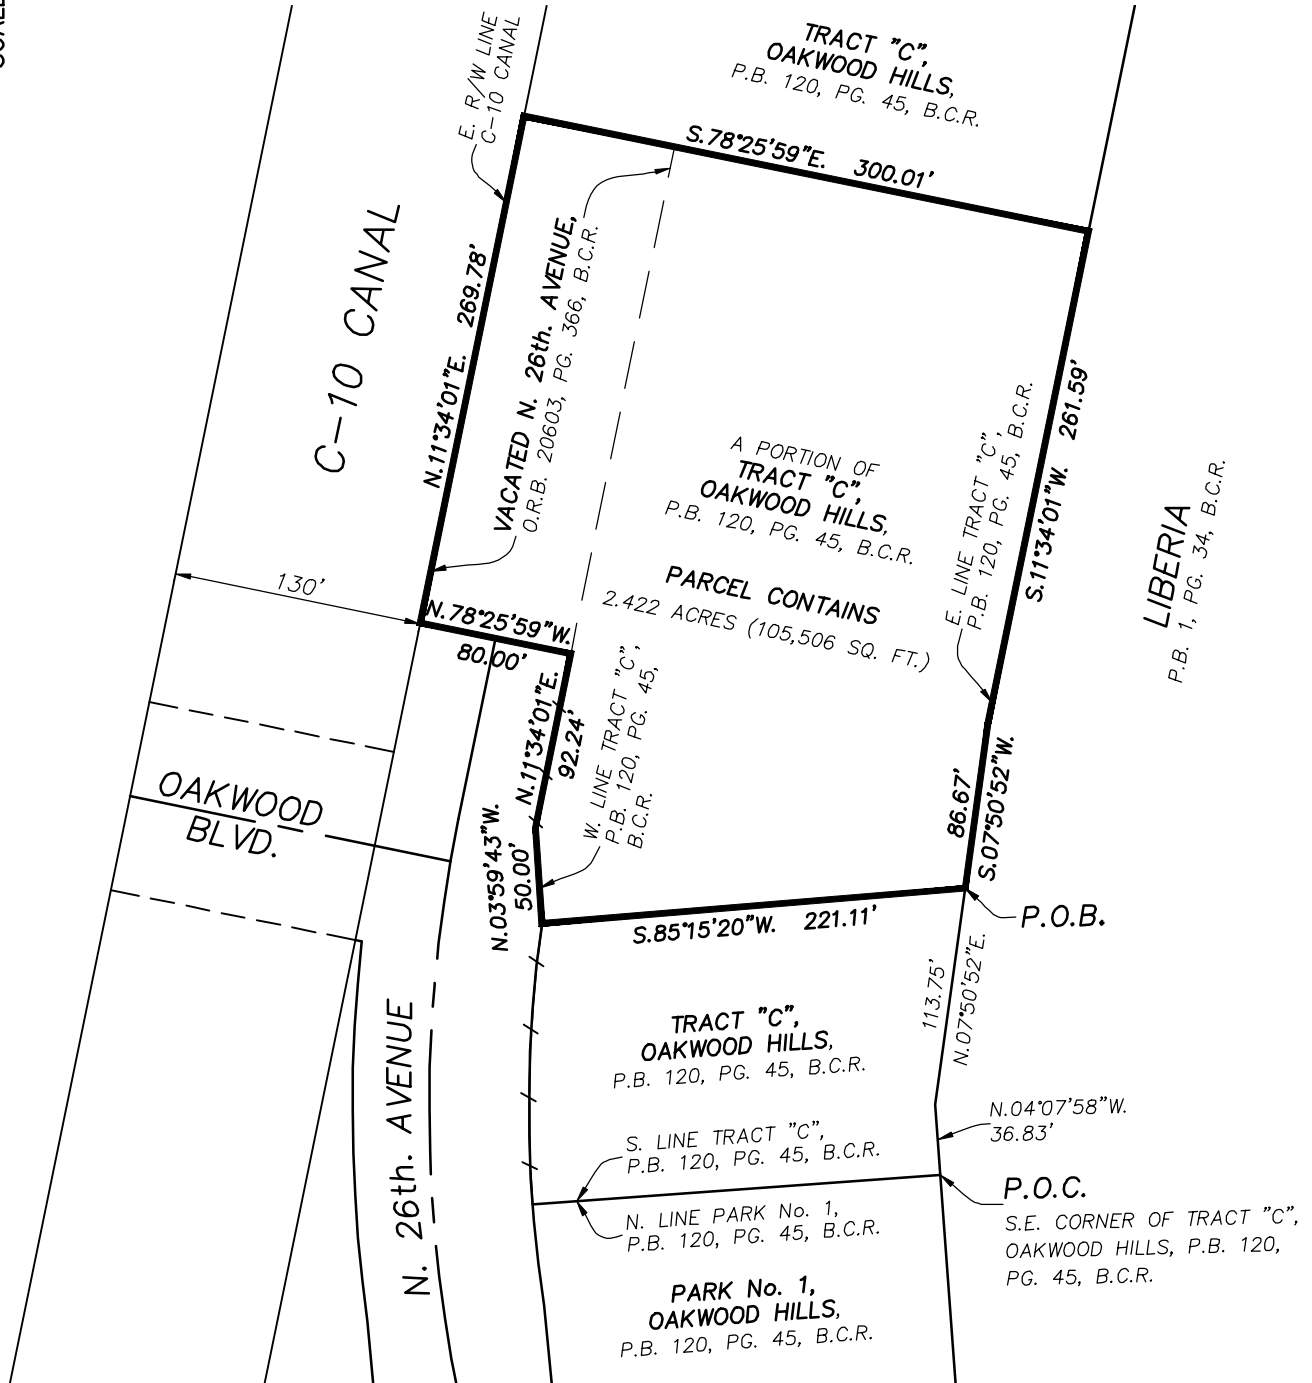 E. R/W LINE
C-10 CANAL
TRACT "C",
OAKWOOD HILLS,
P.B. 120, PG. 45, B.C.R.
S.78°25'59"E. 300.01'
C-10 CANAL
N.11°34'01"E. 269.78'
VACATED N. 26th. AVENUE,
O.R.B. 20603, PG. 366, B.C.R.
A PORTION OF
TRACT "C",
OAKWOOD HILLS,
P.B. 120, PG. 45, B.C.R.
PARCEL CONTAINS
2.422 ACRES (105,506 SQ. FT.)
E. LINE TRACT "C",
P.B. 120, PG. 45, B.C.R.
S.11°34'01"W. 261.59'
LIBERIA
P.B. 1, PG. 34, B.C.R.
130'
N.78°25'59"W.
80.00'
N.11°34'01"E.
92.24'
W. LINE TRACT "C",
P.B. 120, PG. 45,
B.C.R.
OAKWOOD
BLVD.
N.03°59'43"W.
50.00'
86.67'
S.07°50'52"W.
S.85°15'20"W. 221.11'
P.O.B.
113.75'
N.07°50'52"E.
TRACT "C",
OAKWOOD HILLS,
P.B. 120, PG. 45, B.C.R.
N. 26th. AVENUE
N.04°07'58"W.
36.83'
S. LINE TRACT "C",
P.B. 120, PG. 45, B.C.R.
P.O.C.
S.E. CORNER OF TRACT "C",
OAKWOOD HILLS, P.B. 120,
PG. 45, B.C.R.
N. LINE PARK No. 1,
P.B. 120, PG. 45, B.C.R.
PARK No. 1,
OAKWOOD HILLS,
P.B. 120, PG. 45, B.C.R.